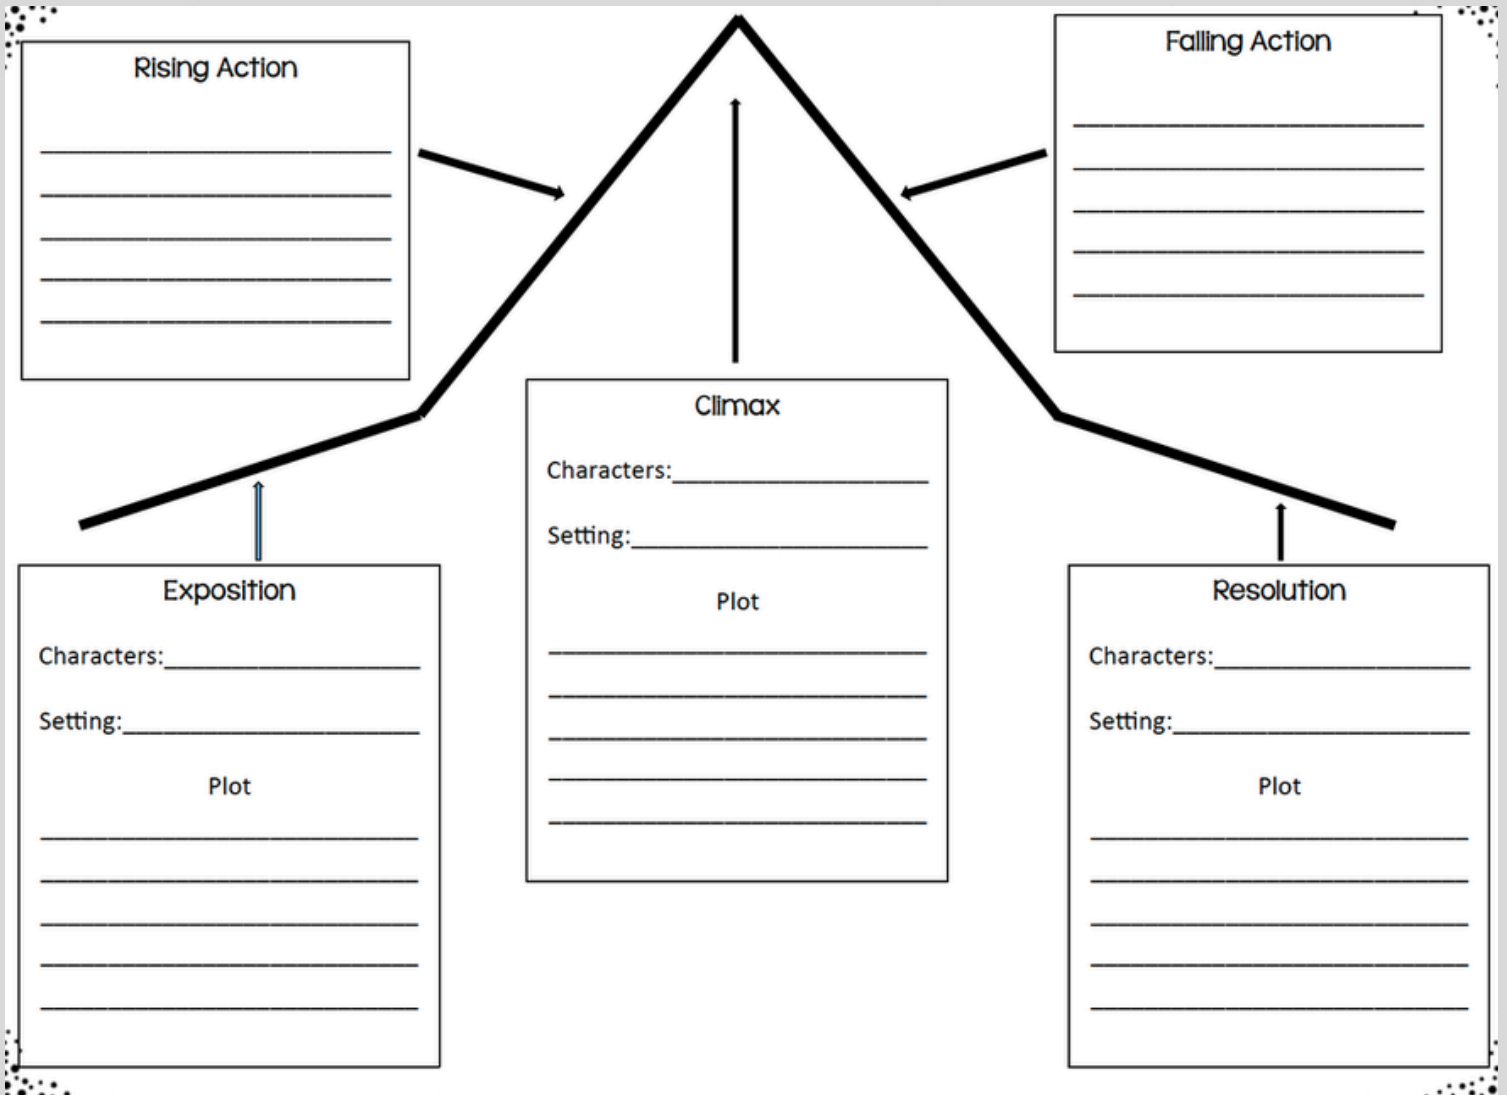 Rising Action
Falling Action
Climax
Characters:
Setting:
Plot
Exposition
Characters:
Setting:
Plot
Resolution
Characters:
Setting:
Plot